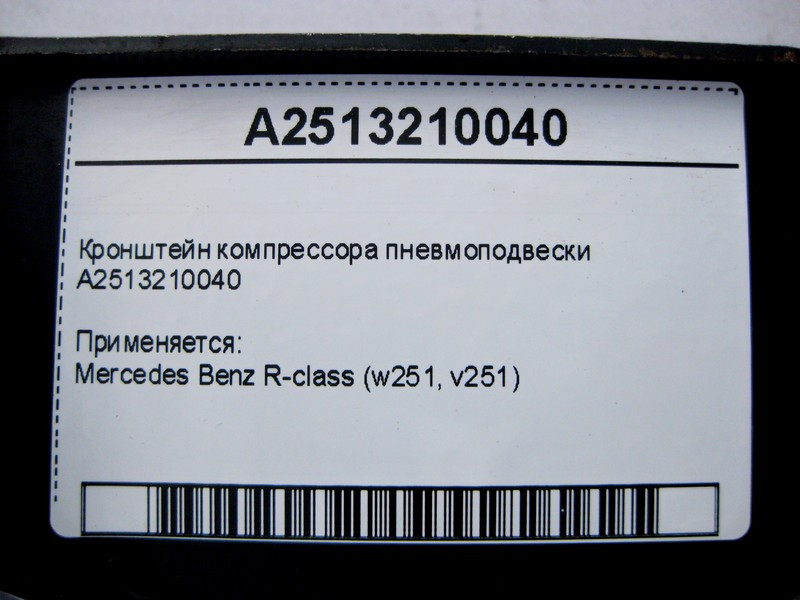 A2513210040
Кронштейн компрессора пневмоподвески
A2513210040
Применяется:
Mercedes Benz R-class (w251, v251)